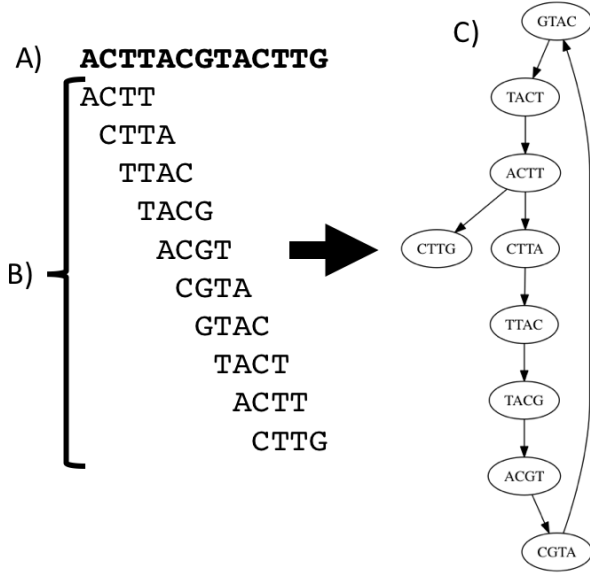 A) ACTTACGTACTTG
B)
ACTT
CTTA
TTAC
TACG
ACGT
CGTA
GTAC
TACT
ACTT
CTTG
C)
GTAC
TACT
ACTT
CTTG CTTA
TTAC
TACG
ACGT
CGTA